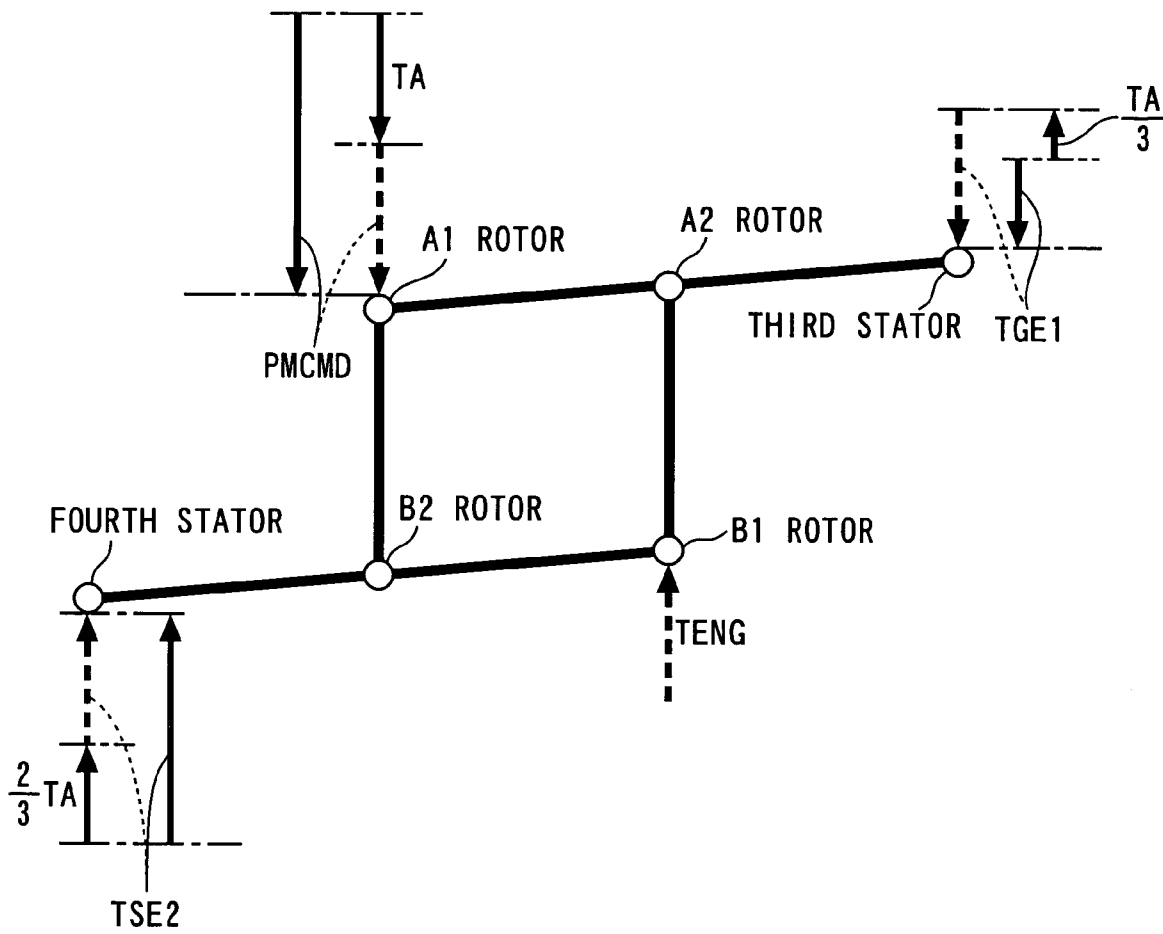 TA
TA
3
A1 ROTOR
A2 ROTOR
THIRD STATOR
TGE1
PMCMD
FOURTH STATOR
B2 ROTOR
B1 ROTOR
TENG
2
3
TA
TSE2